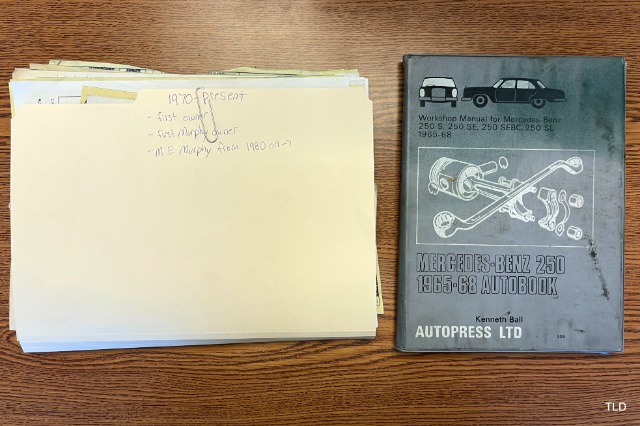 1970-Present
- first owner
- first Murphy owner
- M.E. Murphy from 1980 on →
Workshop Manual for Mercedes-Benz
250 S, 250 SE, 250 SEBC, 250 SL
1965-68
MERCEDES-BENZ 250
1965-68 AUTOBOOK
Kenneth Ball
AUTOPRESS LTD
TLD